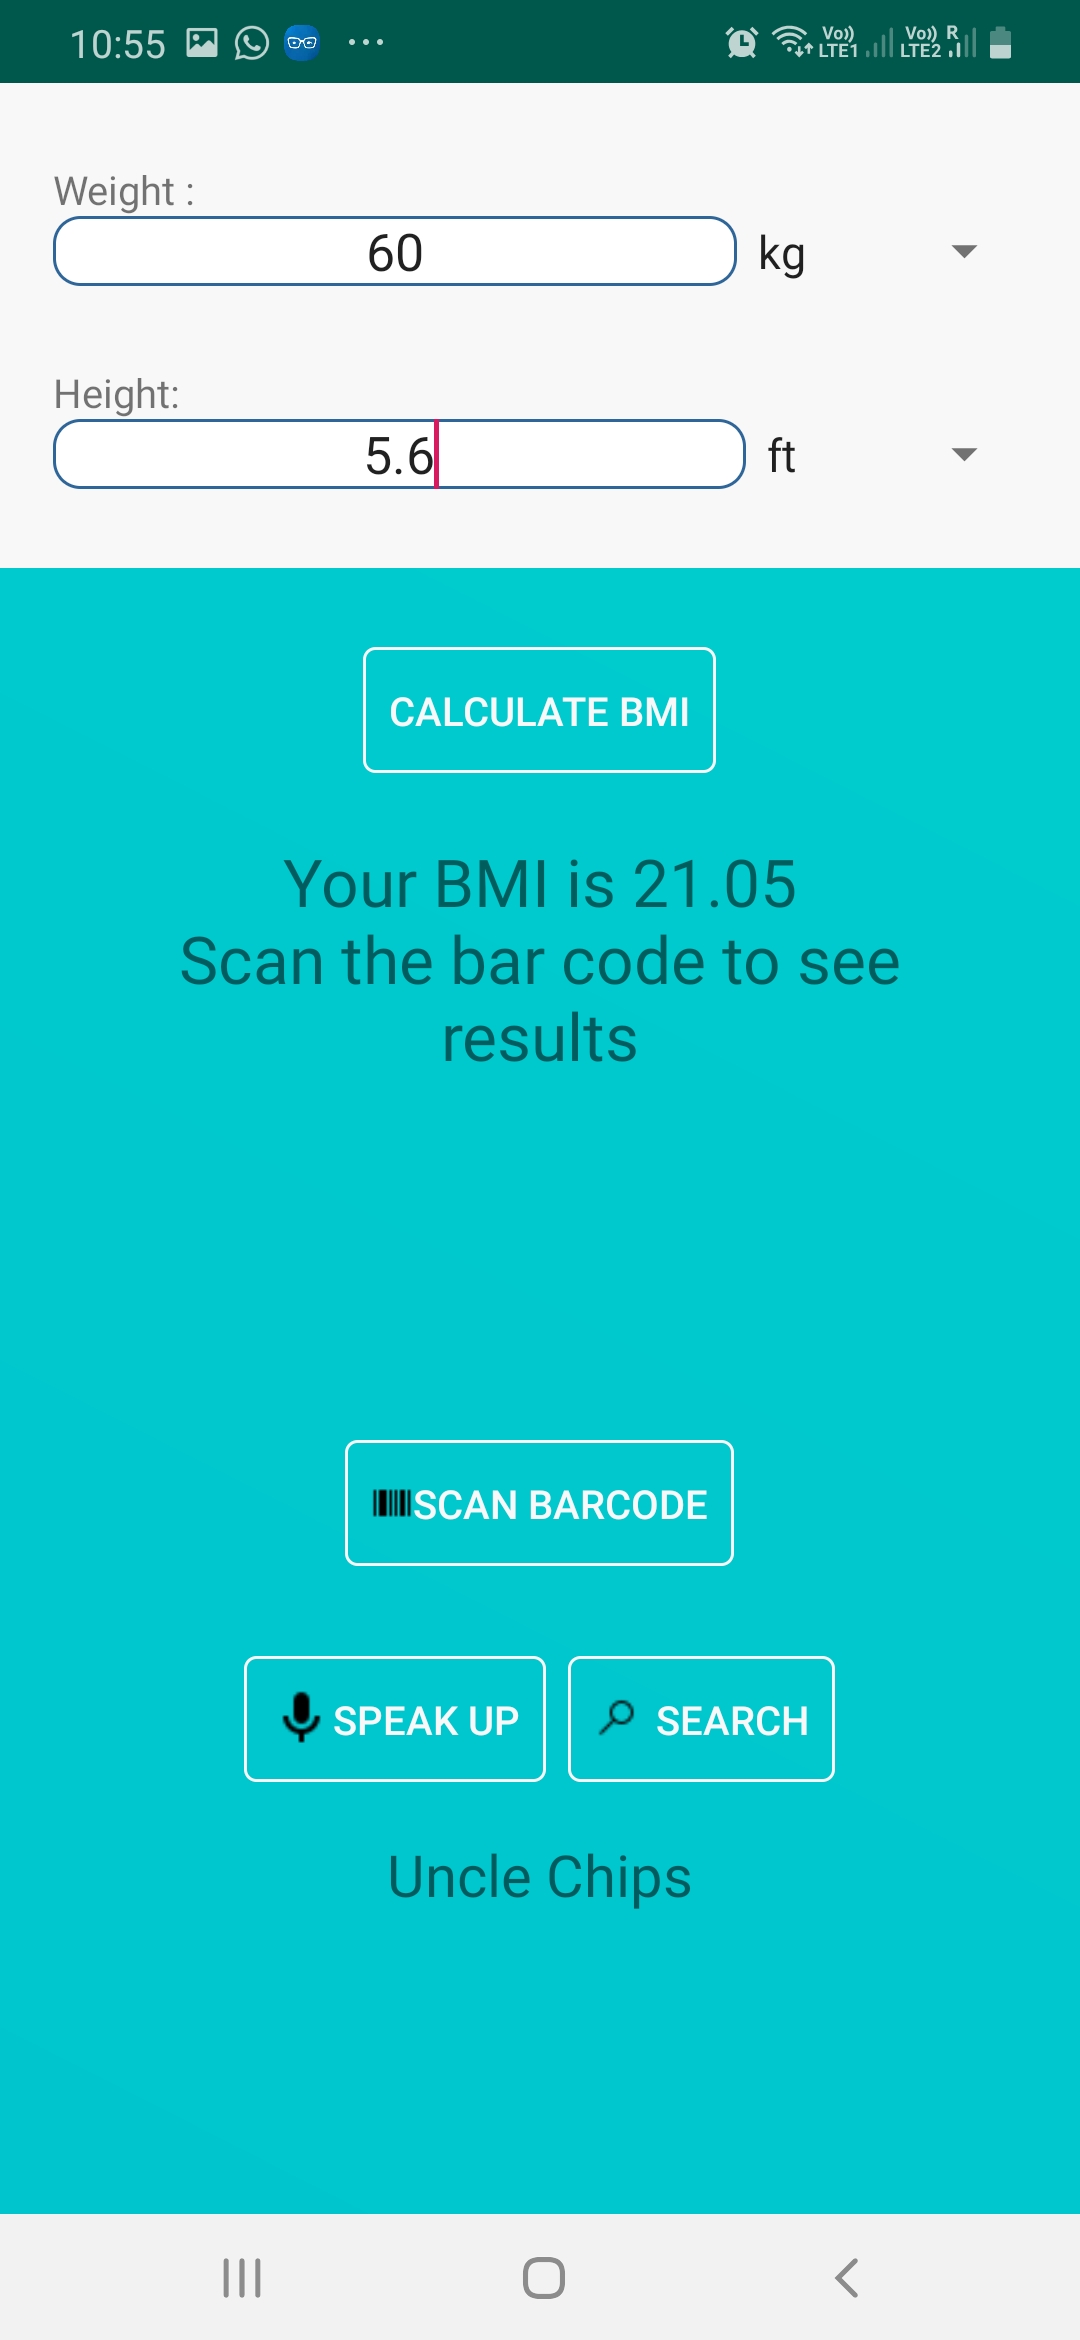 10:55
Vo)) LTE1 Vo)) LTE2 R
Weight :
60 kg
Height:
5.6 ft
CALCULATE BMI
Your BMI is 21.05
Scan the bar code to see
results
SCAN BARCODE
SPEAK UP SEARCH
Uncle Chips